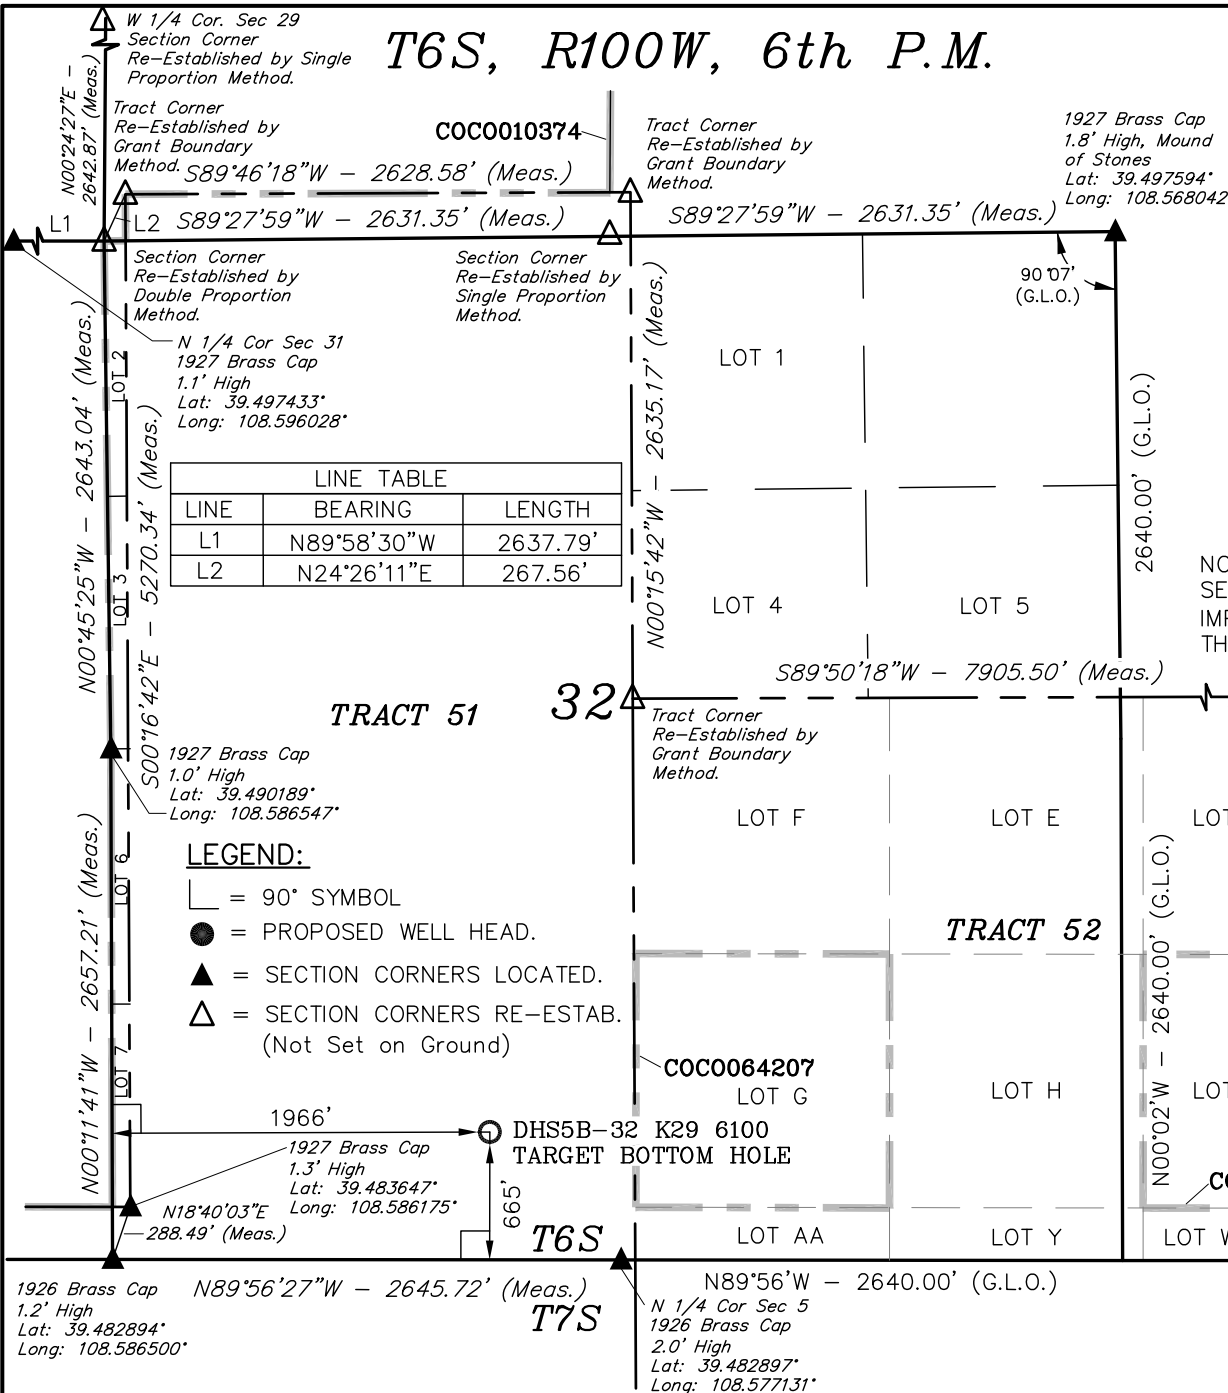 T6S, R100W, 6th P.M.
W 1/4 Cor. Sec 29
Section Corner
Re-Established by Single
Proportion Method.
N00°24'27"E -
2642.87' (Meas.)
Tract Corner
Re-Established by
Grant Boundary
Method.
COC0010374
Tract Corner
Re-Established by
Grant Boundary
Method.
1927 Brass Cap
1.8' High, Mound
of Stones
Lat: 39.497594°
Long: 108.568042
S89°46'18"W - 2628.58' (Meas.)
L1
L2
S89°27'59"W - 2631.35' (Meas.)
S89°27'59"W - 2631.35' (Meas.)
Section Corner
Re-Established by
Double Proportion
Method.
Section Corner
Re-Established by
Single Proportion
Method.
90°07'
(G.L.O.)
N 1/4 Cor Sec 31
1927 Brass Cap
1.1' High
Lat: 39.497433°
Long: 108.596028°
LOT 2
LOT 1
N00°45'25"W - 2643.04' (Meas.)
S00°16'42"E - 5270.34' (Meas.)
N00°15'42"W - 2635.17' (Meas.)
2640.00' (G.L.O.)
LINE TABLE
LINE BEARING LENGTH
L1 N89°58'30"W 2637.79'
L2 N24°26'11"E 267.56'
NO
SE
IMP
TH
LOT 3
LOT 4
LOT 5
S89°50'18"W - 7905.50' (Meas.)
TRACT 51
32
Tract Corner
Re-Established by
Grant Boundary
Method.
1927 Brass Cap
1.0' High
Lat: 39.490189°
Long: 108.586547°
LOT F
LOT E
LOT
LEGEND:
= 90° SYMBOL
= PROPOSED WELL HEAD.
= SECTION CORNERS LOCATED.
= SECTION CORNERS RE-ESTAB.
(Not Set on Ground)
LOT 6
N00°11'41"W - 2657.21' (Meas.)
TRACT 52
N00°02'W - 2640.00' (G.L.O.)
LOT 7
COC0064207
LOT G
LOT H
LOT
1966'
DHS5B-32 K29 6100
TARGET BOTTOM HOLE
1927 Brass Cap
1.3' High
Lat: 39.483647°
Long: 108.586175°
665'
N18°40'03"E
288.49' (Meas.)
CO
T6S
LOT AA
LOT Y
LOT W
N89°56'27"W - 2645.72' (Meas.)
N89°56'W - 2640.00' (G.L.O.)
T7S
1926 Brass Cap
1.2' High
Lat: 39.482894°
Long: 108.586500°
N 1/4 Cor Sec 5
1926 Brass Cap
2.0' High
Lat: 39.482897°
Long: 108.577131°